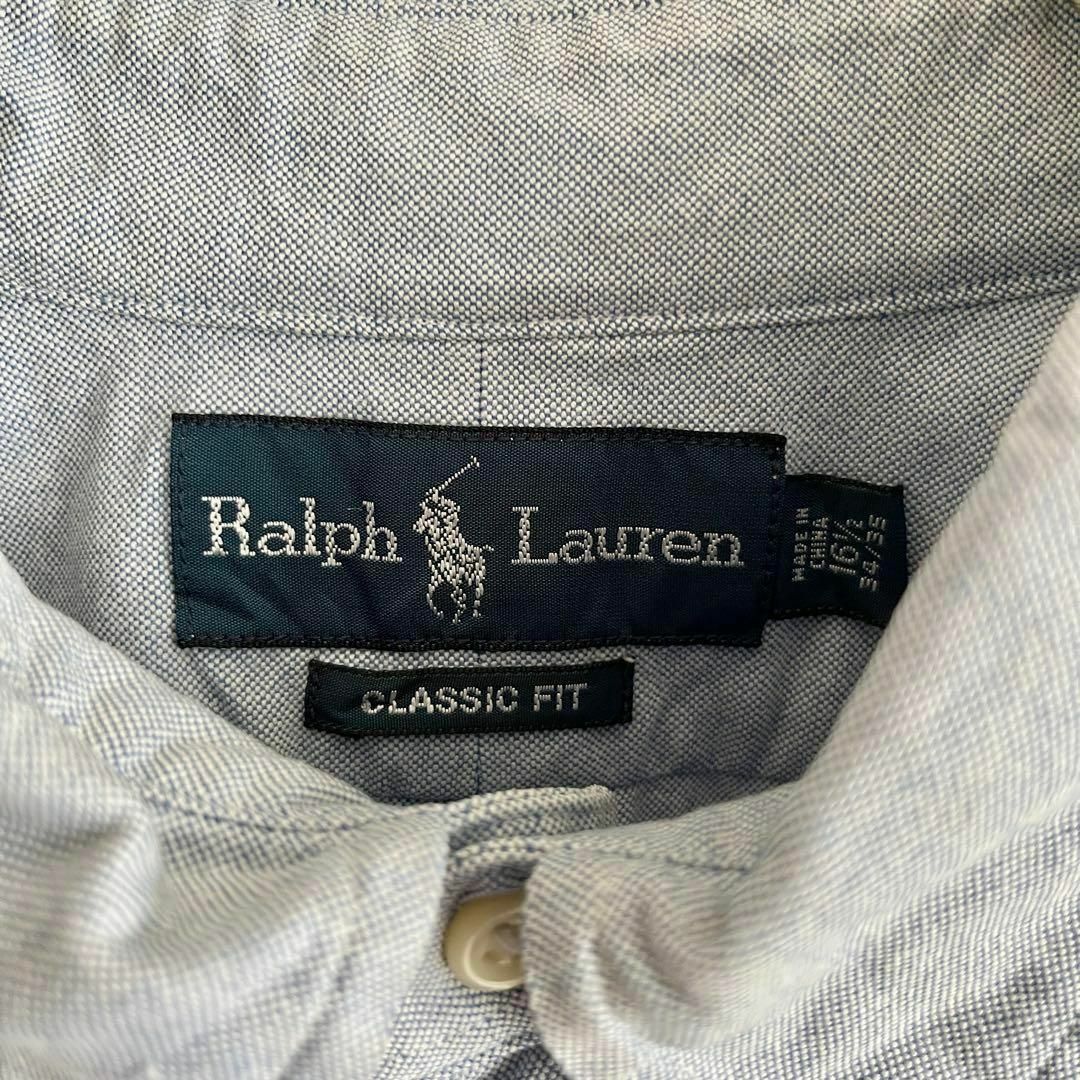 Ralph Lauren
CLASSIC FIT
MADE IN
CHINA
16½
34/35